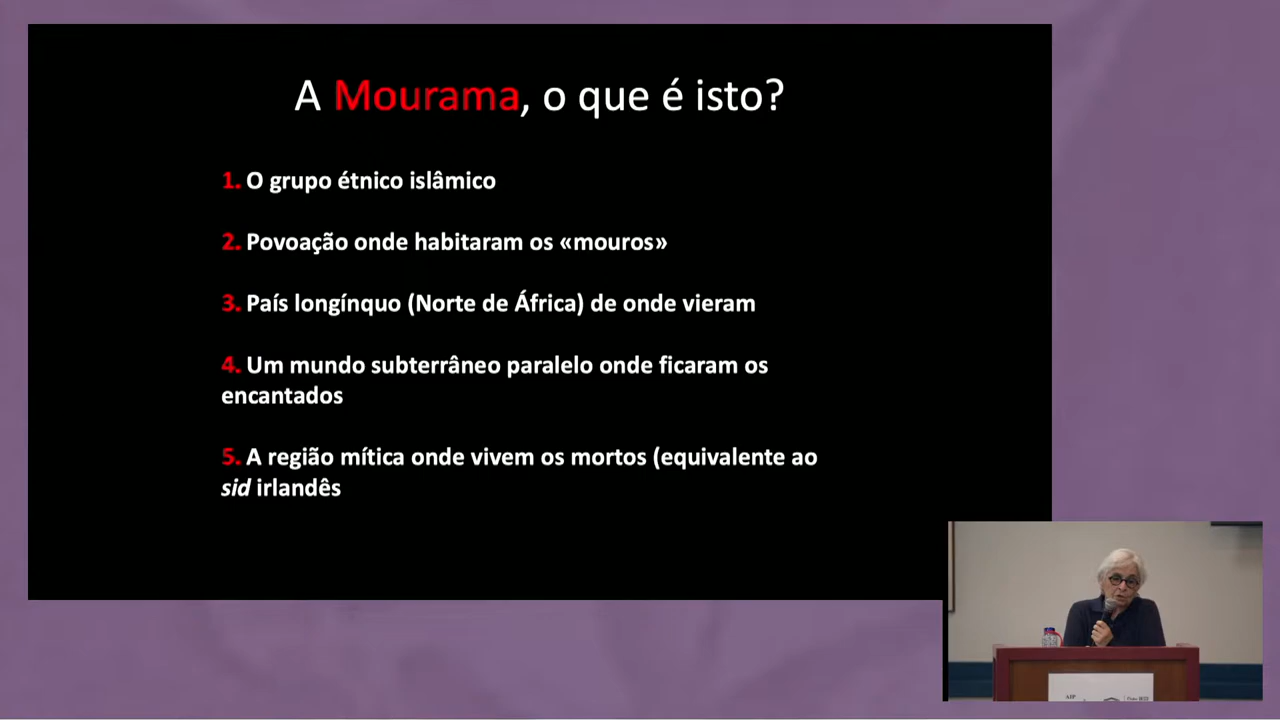 A Mourama, o que é isto?
1. O grupo étnico islâmico
2. Povoação onde habitaram os «mouros»
3. País longínquo (Norte de África) de onde vieram
4. Um mundo subterrâneo paralelo onde ficaram os
encantados
5. A região mítica onde vivem os mortos (equivalente ao
sid irlandês